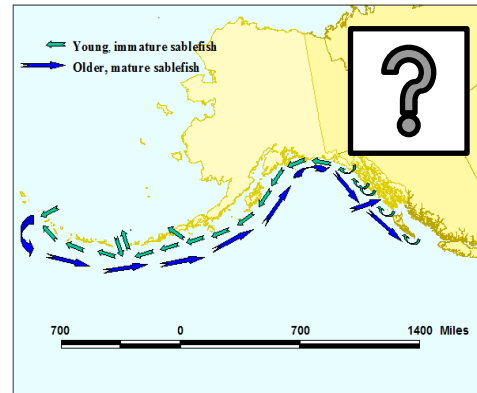 Young, immature sablefish
Older, mature sablefish
?
700 0 700 1400 Miles